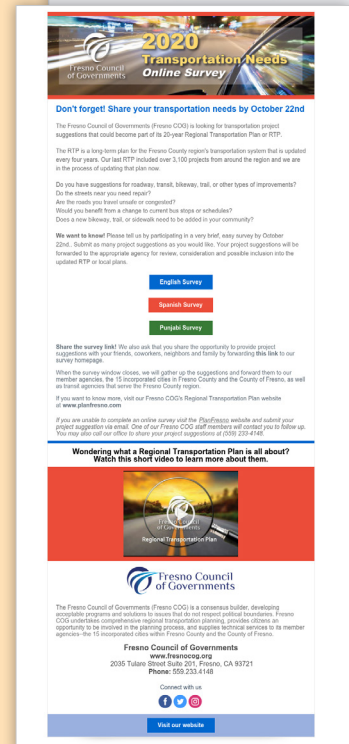 2020
Transportation Needs
Online Survey
Fresno Council
of Governments
Don't forget! Share your transportation needs by October 22nd
The Fresno Council of Governments (Fresno COG) is looking for transportation project
suggestions that could become part of its 20-year Regional Transportation Plan or RTP.
The RTP is a long-term plan for the Fresno County region's transportation system that is updated
every four years. Our last RTP included over 3,100 projects from around the region and we are
in the process of updating that plan now.
Do you have suggestions for roadway, transit, bikeway, trail, or other types of improvements?
Do the streets near you need repair?
Are the roads you travel unsafe or congested?
Would you benefit from a change to current bus stops or schedules?
Does a new bikeway, trail, or sidewalk need to be added in your community?
We want to know! Please tell us by participating in a very brief, easy survey by October
22nd.. Submit as many project suggestions as you would like. Your project suggestions will be
forwarded to the appropriate agency for review, consideration and possible inclusion into the
updated RTP or local plans.
English Survey
Spanish Survey
Punjabi Survey
Share the survey link! We also ask that you share the opportunity to provide project
suggestions with your friends, coworkers, neighbors and family by forwarding this link to our
survey homepage.
When the survey window closes, we will gather up the suggestions and forward them to our
member agencies, the 15 incorporated cities in Fresno County and the County of Fresno, as well
as transit agencies that serve the Fresno County region.
If you want to know more, visit our Fresno COG's Regional Transportation Plan website
at www.planfresno.com
If you are unable to complete an online survey visit the PlanFresno website and submit your
project suggestion via email. One of our Fresno COG staff members will contact you to follow up.
You may also call our office to share your project suggestions at (559) 233-4148.
Wondering what a Regional Transportation Plan is all about?
Watch this short video to learn more about them.
Fresno Council
of Governments
Regional Transportation Plan
Fresno Council
of Governments
The Fresno Council of Governments (Fresno COG) is a consensus builder, developing
acceptable programs and solutions to issues that do not respect political boundaries. Fresno
COG undertakes comprehensive regional transportation planning, provides citizens an
opportunity to be involved in the planning process, and supplies technical services to its member
agencies–the 15 incorporated cities within Fresno County and the County of Fresno.
Fresno Council of Governments
www.fresnocog.org
2035 Tulare Street Suite 201, Fresno, CA 93721
Phone: 559.233.4148
Connect with us
Visit our website